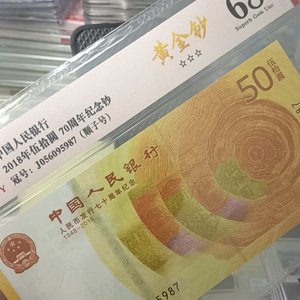 黄金钞
68
Superb Gem Unc
中国人民银行
2018年伍拾圆 70周年纪念钞
冠号：J056095987（顺子号）
50
伍拾圆
中国人民银行
人民币发行七十周年纪念
1948-2018
5987